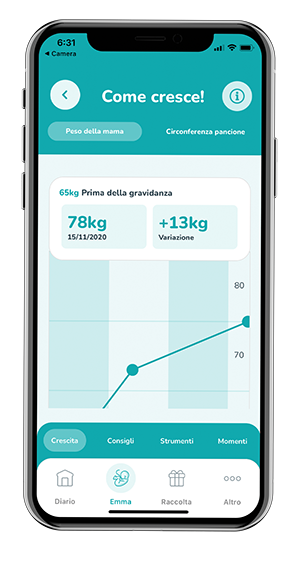 6:31
◀ Camera
Come cresce!
Peso della mama
Circonferenza pancione
65kg Prima della gravidanza
78kg
15/11/2020
+13kg
Variazione
80
70
Crescita
Consigli
Strumenti
Momenti
Diario
Emma
Raccolta
Altro